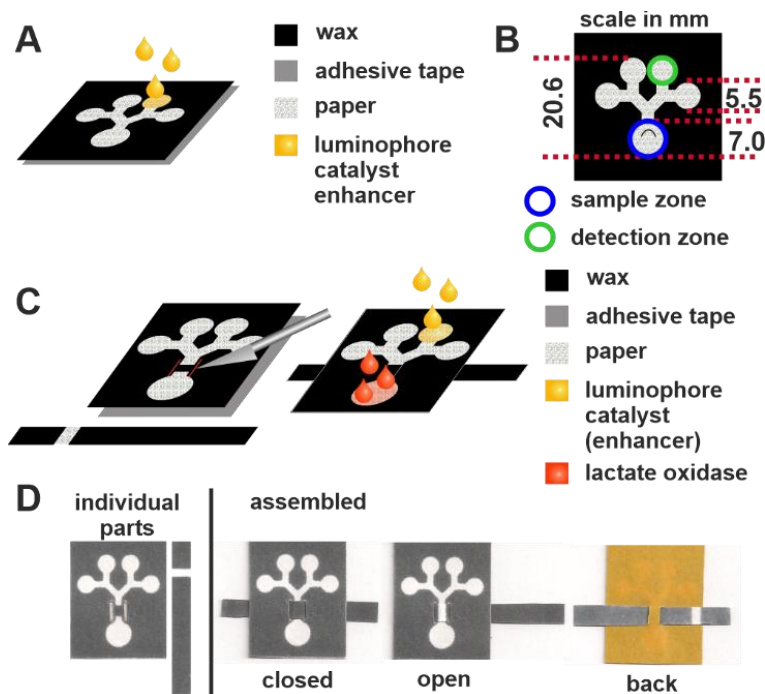 A
wax
adhesive tape
paper
luminophore
catalyst
enhancer
B
scale in mm
20.6
5.5
7.0
sample zone
detection zone
C
wax
adhesive tape
paper
luminophore
catalyst
(enhancer)
lactate oxidase
D
individual
parts
assembled
closed
open
back